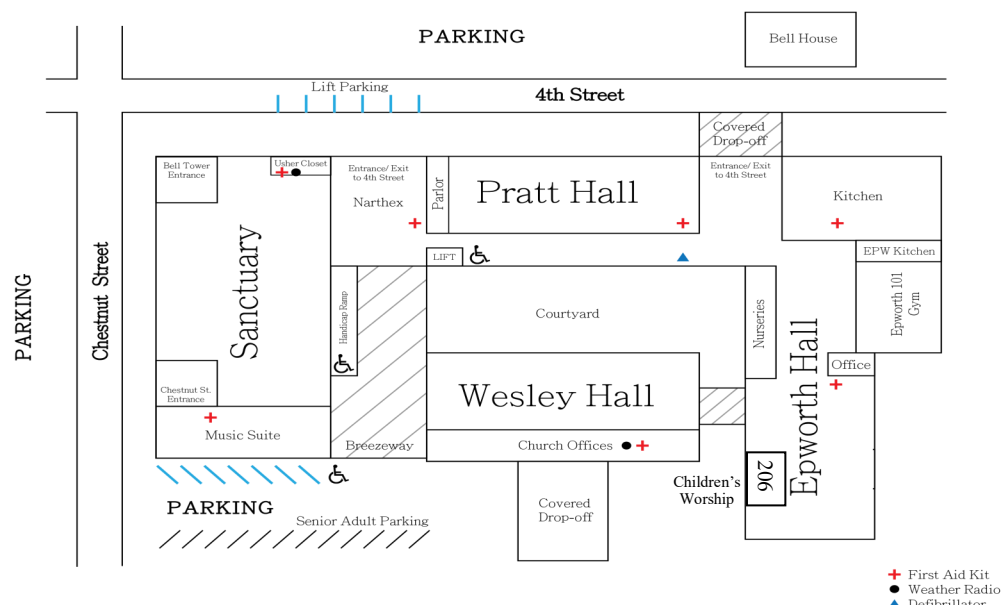 PARKING
Bell House
Lift Parking
4th Street
Covered
Drop-off
Bell Tower
Entrance
Usher Closet
Entrance/ Exit
to 4th Street
Narthex
Parlor
Pratt Hall
Entrance/Exit
to 4th Street
Kitchen
LIFT
EPW Kitchen
PARKING
Chestnut Street
Sanctuary
Handicap Ramp
Courtyard
Nurseries
Epworth 101
Gym
Office
Chestnut St.
Entrance
Wesley Hall
Epworth Hall
Music Suite
Breezeway
Church Offices
206
Children's
Worship
PARKING
Senior Adult Parking
Covered
Drop-off
First Aid Kit
Weather Radio
Defibrillator